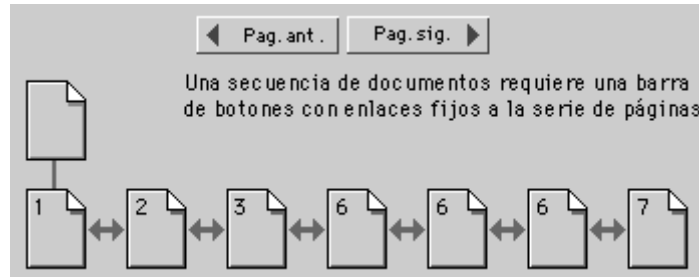 Pag. ant.
Pag. sig.
Una secuencia de documentos requiere una barra
de botones con enlaces fijos a la serie de páginas
1 2 3 6 6 6 7